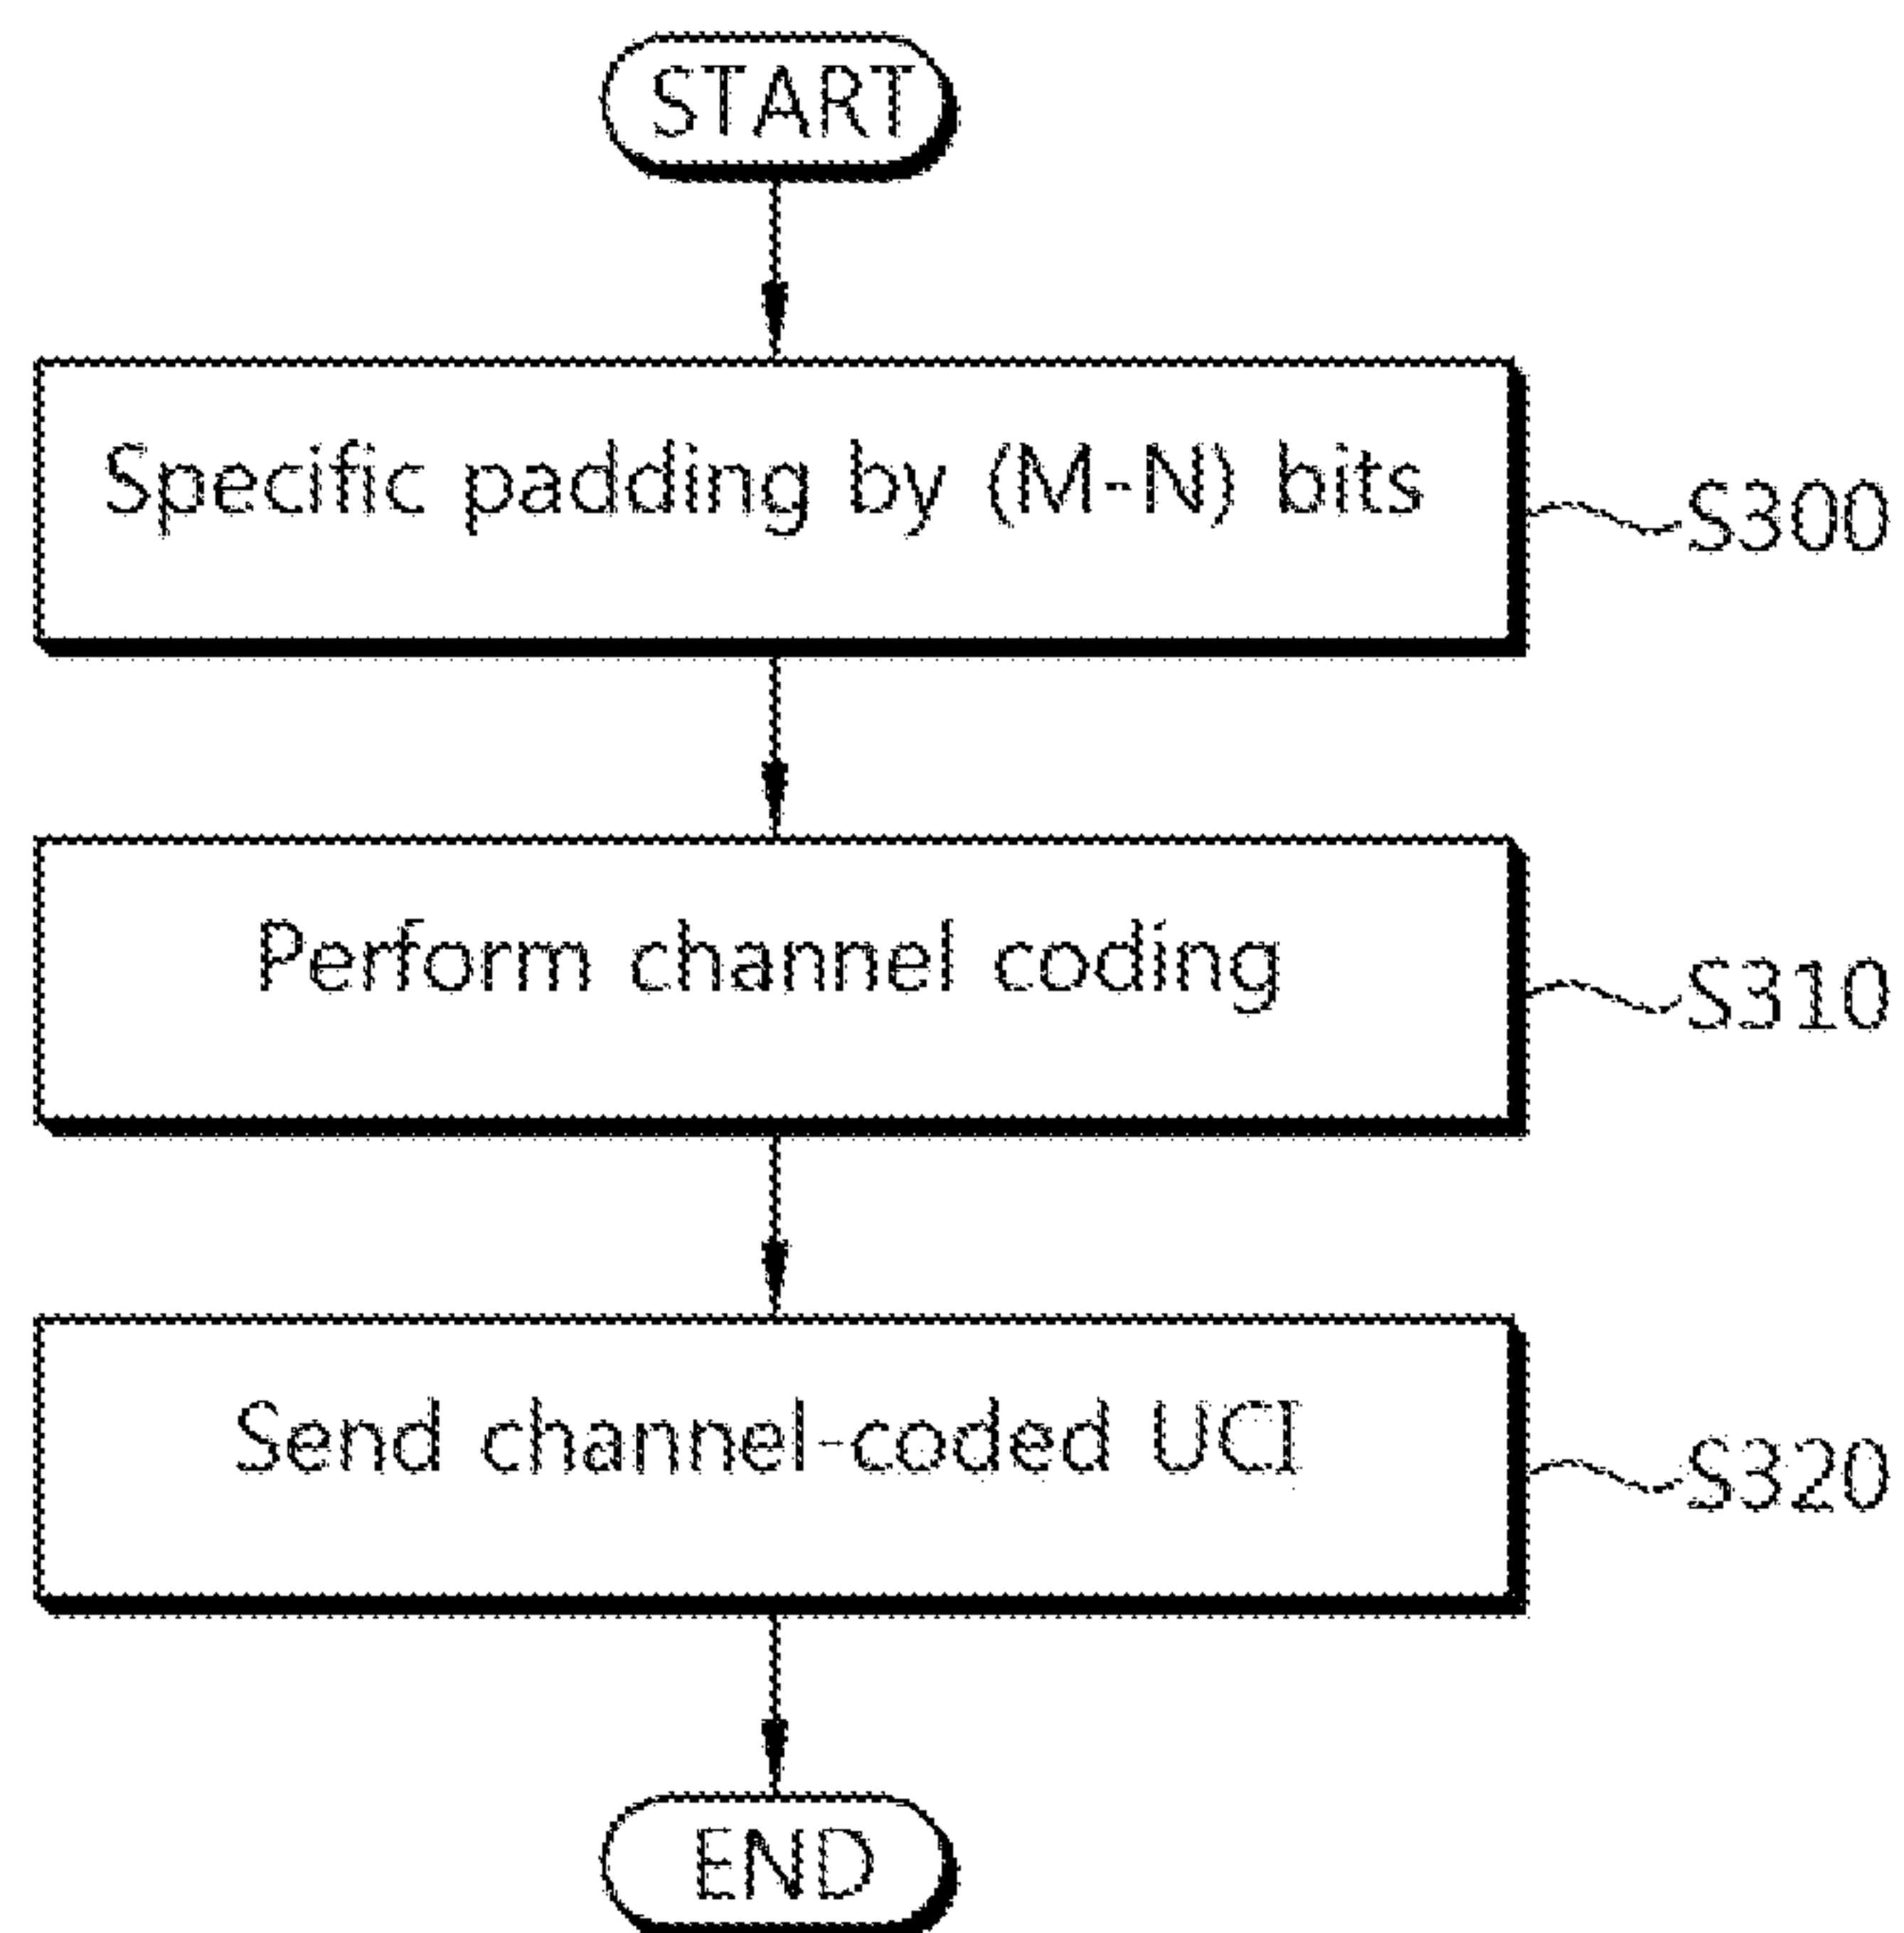 START
Specific padding by (M-N) bits
S300
Perform channel coding
S310
Send channel-coded UCI
S320
END